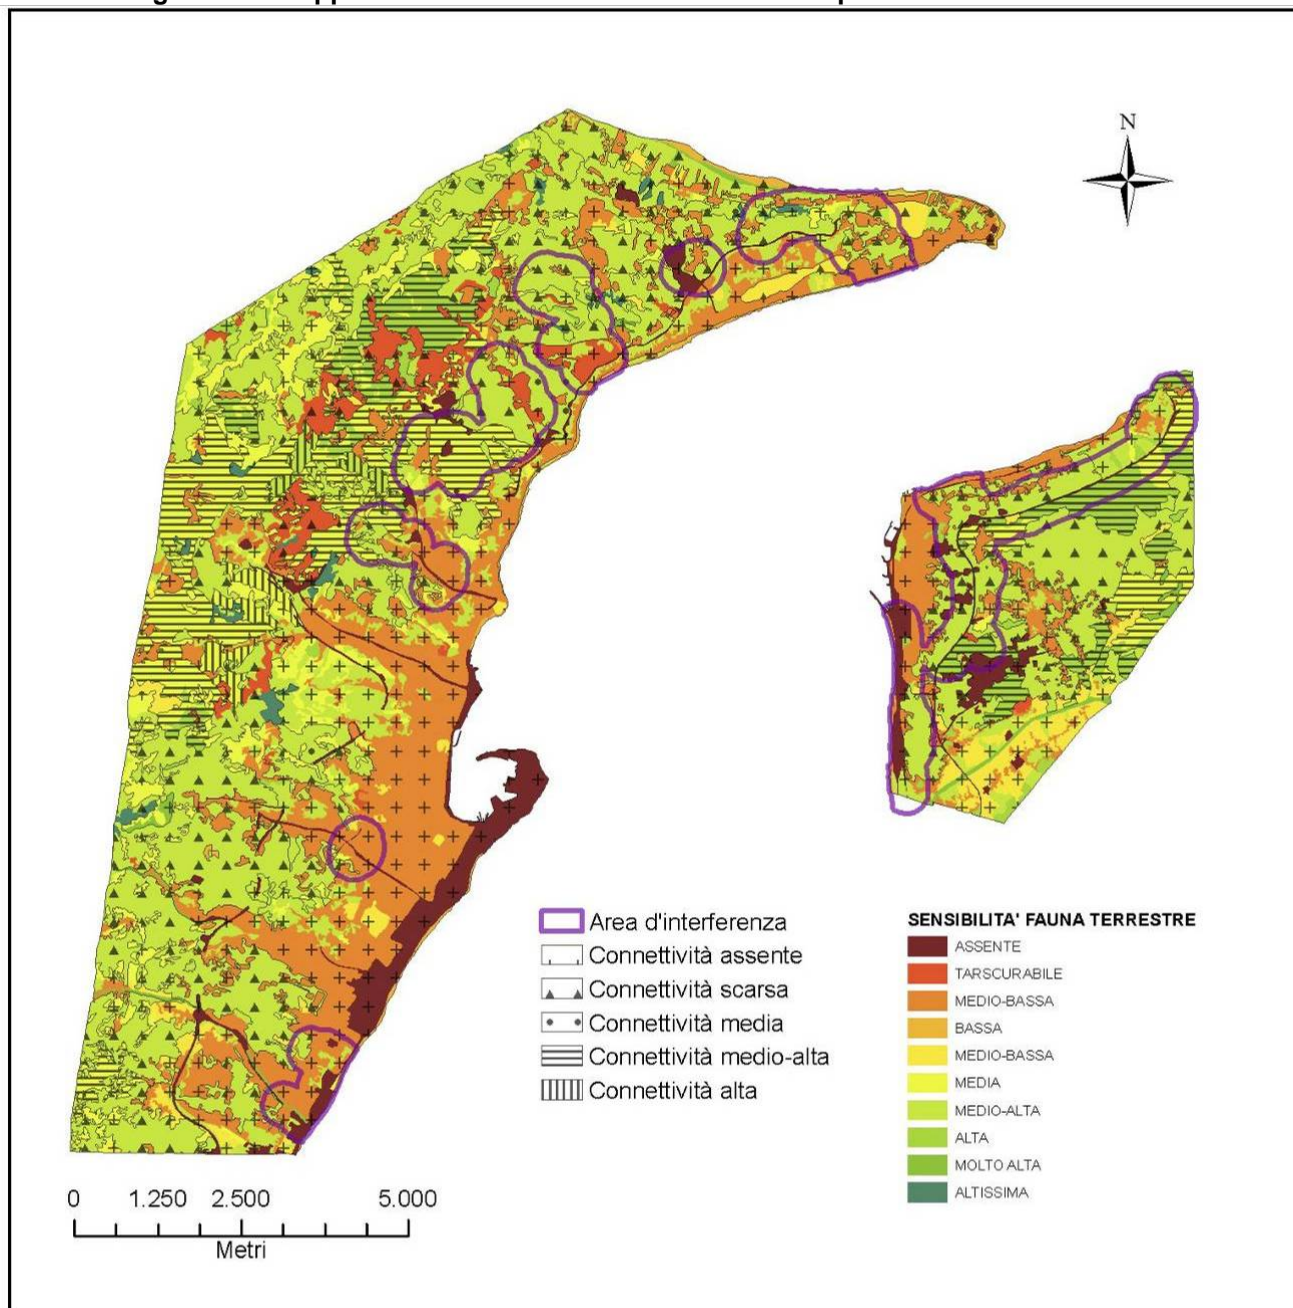 N
Area d'interferenza
Connettività assente
Connettività scarsa
Connettività media
Connettività medio-alta
Connettività alta
SENSIBILITA' FAUNA TERRESTRE
ASSENTE
TARSCURABILE
MEDIO-BASSA
BASSA
MEDIO-BASSA
MEDIA
MEDIO-ALTA
ALTA
MOLTO ALTA
ALTISSIMA
0 1.250 2.500 5.000
Metri